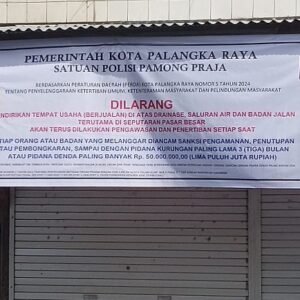 PEMERINTAH KOTA PALANGKA RAYA
SATUAN POLISI PAMONG PRAJA
BERDASARKAN PERATURAN DAERAH (PERDA) KOTA PALANGKA RAYA NOMOR 5 TAHUN 2024
TENTANG PENYELENGGARAAN KETERTIBAN UMUM, KETENTERAMAN MASYARAKAT DAN PELINDUNGAN MASYARAKAT
DILARANG
ENDIRIKAN TEMPAT USAHA (BERJUALAN) DI ATAS DRAINASE, SALURAN AIR DAN BADAN JALAN
TERUTAMA DI SEPUTARAN PASAR BESAR
AKAN TERUS DILAKUKAN PENGAWASAN DAN PENERTIBAN SETIAP SAAT
TIAP ORANG ATAU BADAN YANG MELANGGAR DIANCAM SANKSI PENGAMANAN, PENUTUPAN
PEMBONGKARAN, SAMPAI DENGAN PIDANA KURUNGAN PALING LAMA 3 (TIGA) BULAN
ATAU PIDANA DENDA PALING BANYAK Rp. 50.000.000,00 (LIMA PULUH JUTA RUPIAH)